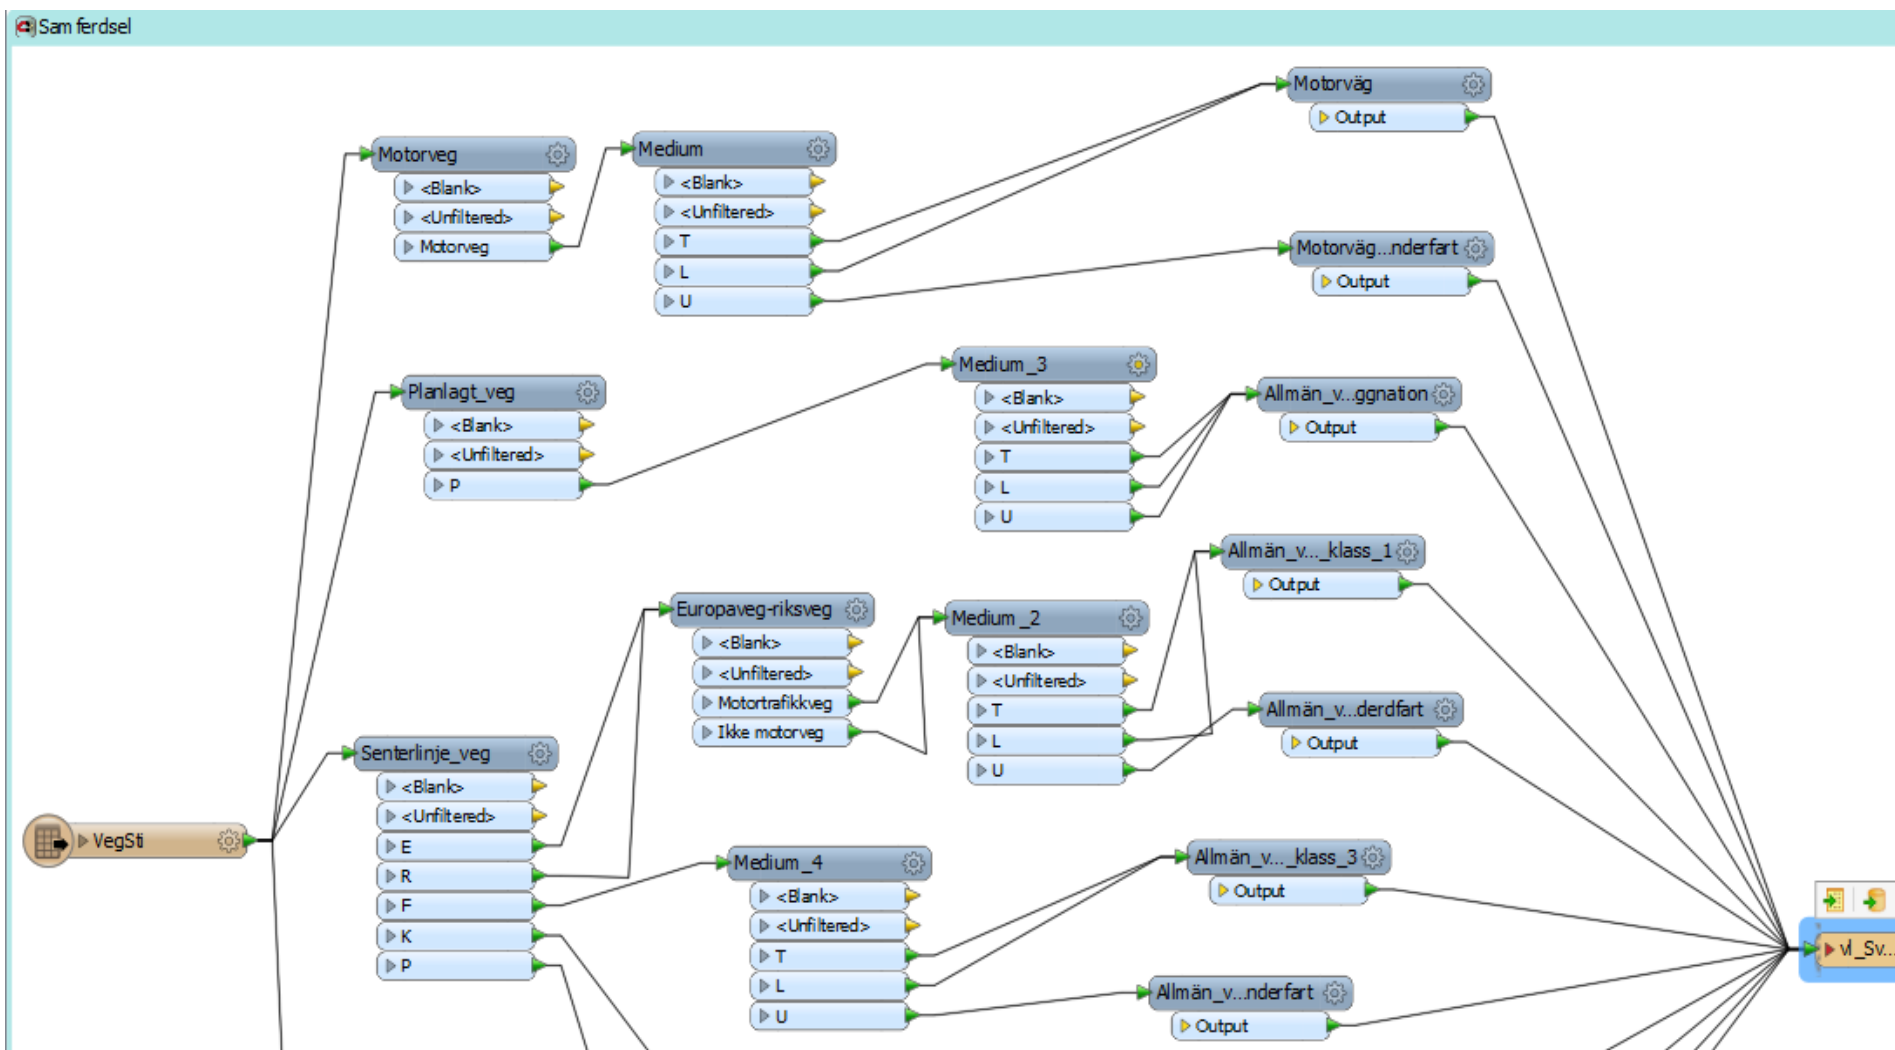 Samferdsel
Motorväg
Output
Motorveg
<Blank>
<Unfiltered>
Motorveg
Medium
<Blank>
<Unfiltered>
T
L
U
Motorväg...nderfart
Output
Planlagt_veg
<Blank>
<Unfiltered>
P
Medium_3
<Blank>
<Unfiltered>
T
L
U
Allmän_v...ggnation
Output
Allmän_v..._klass_1
Output
Europaveg-riksveg
<Blank>
<Unfiltered>
Motortrafikkveg
Ikke motorveg
Medium_2
<Blank>
<Unfiltered>
T
L
U
Allmän_v...derdfart
Output
Senterlinje_veg
<Blank>
<Unfiltered>
E
R
F
K
P
VegSti
Medium_4
<Blank>
<Unfiltered>
T
L
U
Allmän_v..._klass_3
Output
Allmän_v...nderfart
Output
vl_Sv...